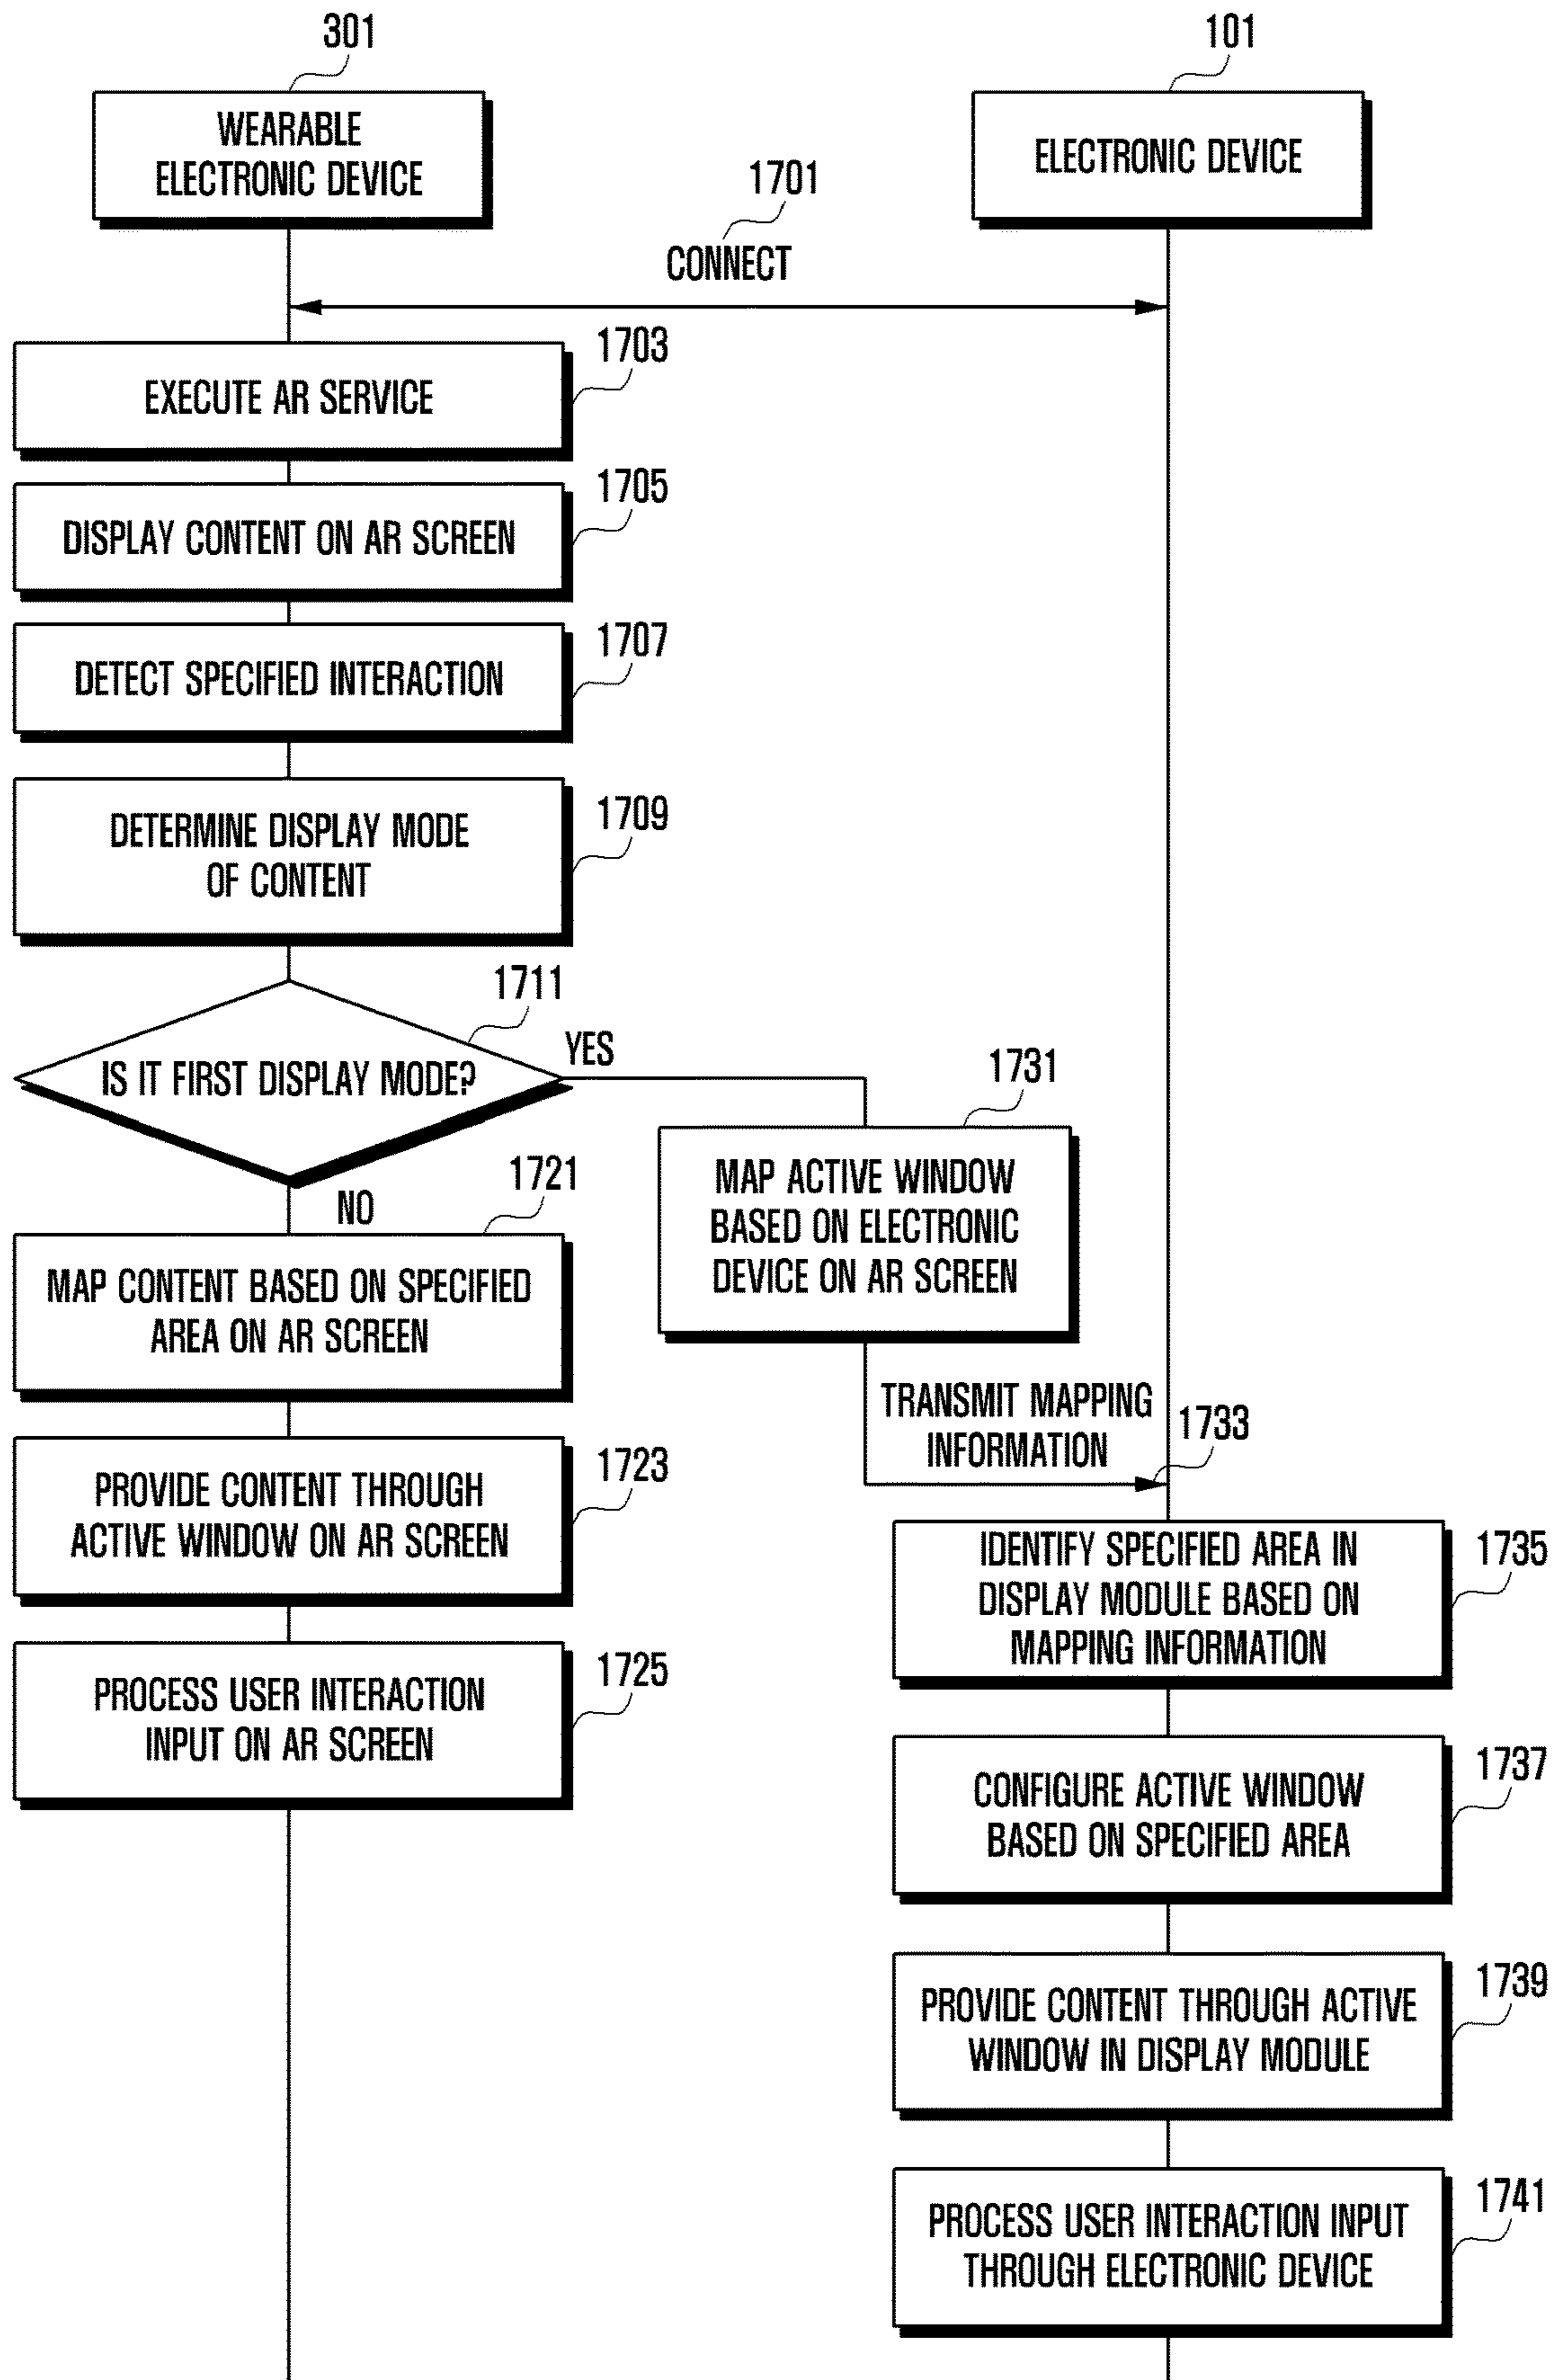 301
WEARABLE
ELECTRONIC DEVICE
101
ELECTRONIC DEVICE
1701
CONNECT
1703
EXECUTE AR SERVICE
1705
DISPLAY CONTENT ON AR SCREEN
1707
DETECT SPECIFIED INTERACTION
1709
DETERMINE DISPLAY MODE
OF CONTENT
1711
IS IT FIRST DISPLAY MODE?
YES
NO
1731
MAP ACTIVE WINDOW
BASED ON ELECTRONIC
DEVICE ON AR SCREEN
1721
MAP CONTENT BASED ON SPECIFIED
AREA ON AR SCREEN
TRANSMIT MAPPING
INFORMATION
1733
1723
PROVIDE CONTENT THROUGH
ACTIVE WINDOW ON AR SCREEN
1725
PROCESS USER INTERACTION
INPUT ON AR SCREEN
1735
IDENTIFY SPECIFIED AREA IN
DISPLAY MODULE BASED ON
MAPPING INFORMATION
1737
CONFIGURE ACTIVE WINDOW
BASED ON SPECIFIED AREA
1739
PROVIDE CONTENT THROUGH ACTIVE
WINDOW IN DISPLAY MODULE
1741
PROCESS USER INTERACTION INPUT
THROUGH ELECTRONIC DEVICE